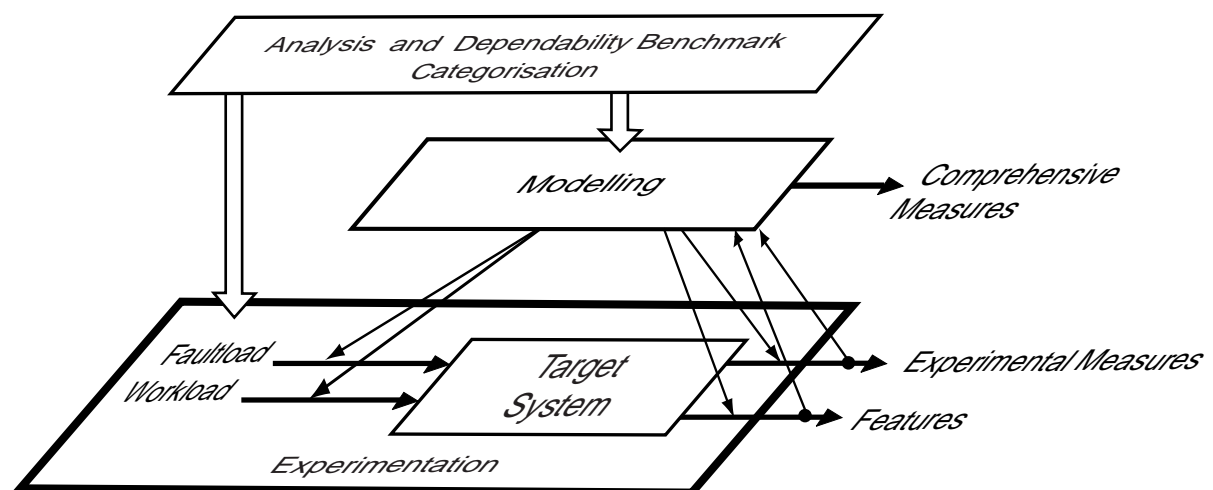 Analysis and Dependability Benchmark
Categorisation
Modelling
Comprehensive
Measures
Faultload
Workload
Target
System
Experimental Measures
Features
Experimentation